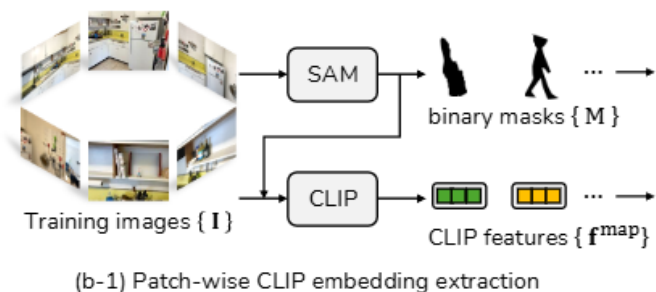 SAM
...
binary masks { M }
CLIP
...
Training images { I }
CLIP features { f^map }
(b-1) Patch-wise CLIP embedding extraction